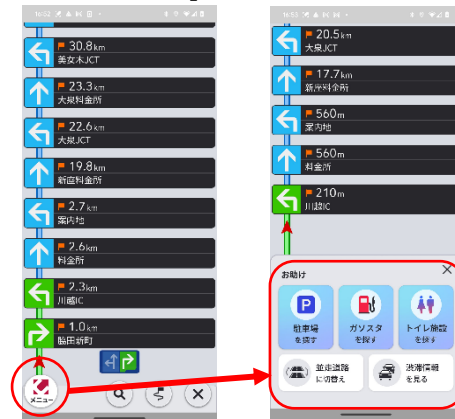 16:52
30.8km
美女木JCT
23.3km
大泉料金所
22.6km
大泉JCT
19.8km
新座料金所
2.7km
案内地
2.6km
料金所
2.3km
川越IC
1.0km
脇田新町
メニュー
16:53
20.5km
大泉JCT
17.7km
新座料金所
560m
案内地
560m
料金所
210m
川越IC
お助け
P
駐車場
を探す
ガソスタ
を探す
トイレ施設
を探す
並走道路
に切替え
渋滞情報
を見る